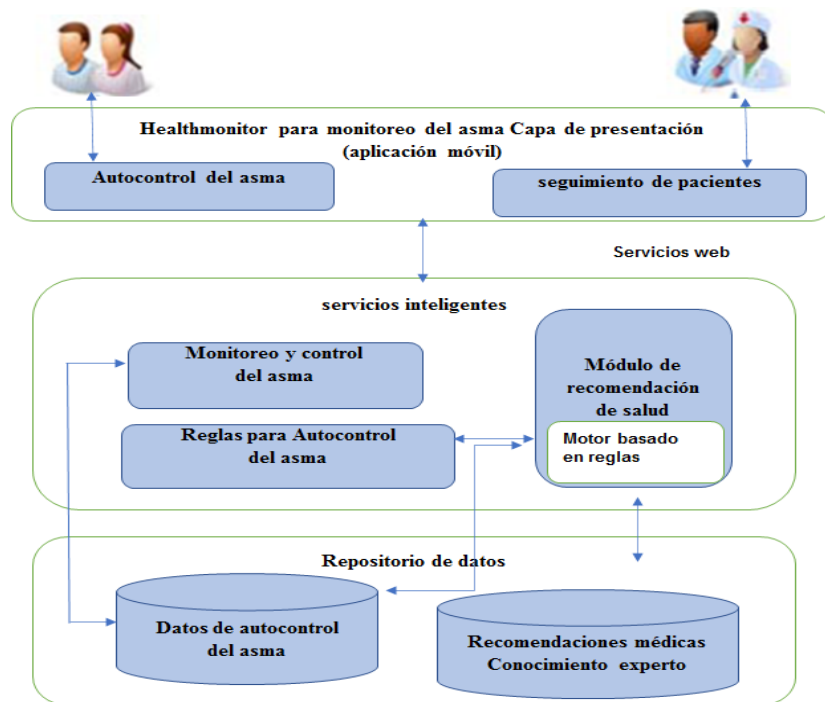 Healthmonitor para monitoreo del asma Capa de presentación
(aplicación móvil)
Autocontrol del asma
seguimiento de pacientes
Servicios web
servicios inteligentes
Monitoreo y control
del asma
Módulo de
recomendación
de salud
Reglas para Autocontrol
del asma
Motor basado
en reglas
Repositorio de datos
Datos de autocontrol
del asma
Recomendaciones médicas
Conocimiento experto